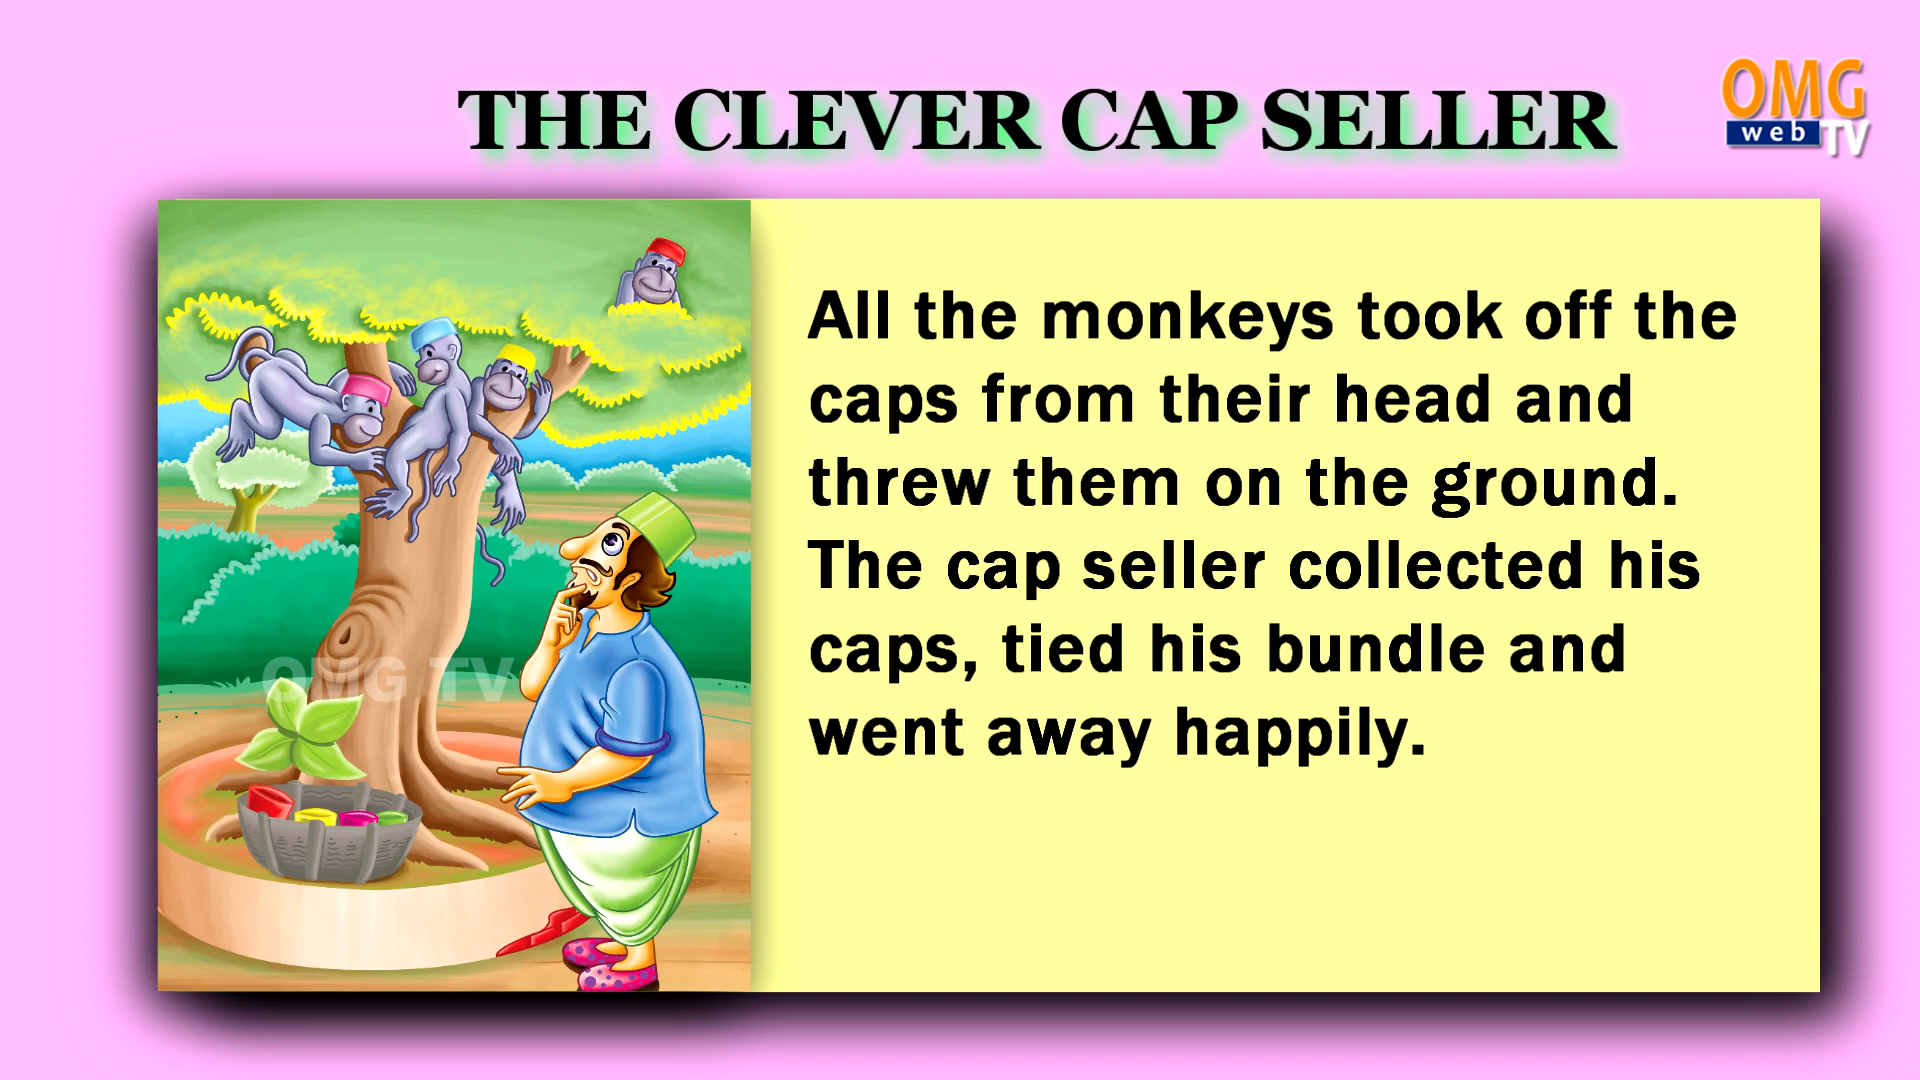 THE CLEVER CAP SELLER
OMG
web TV
All the monkeys took off the
caps from their head and
threw them on the ground.
The cap seller collected his
caps, tied his bundle and
went away happily.
OMG TV